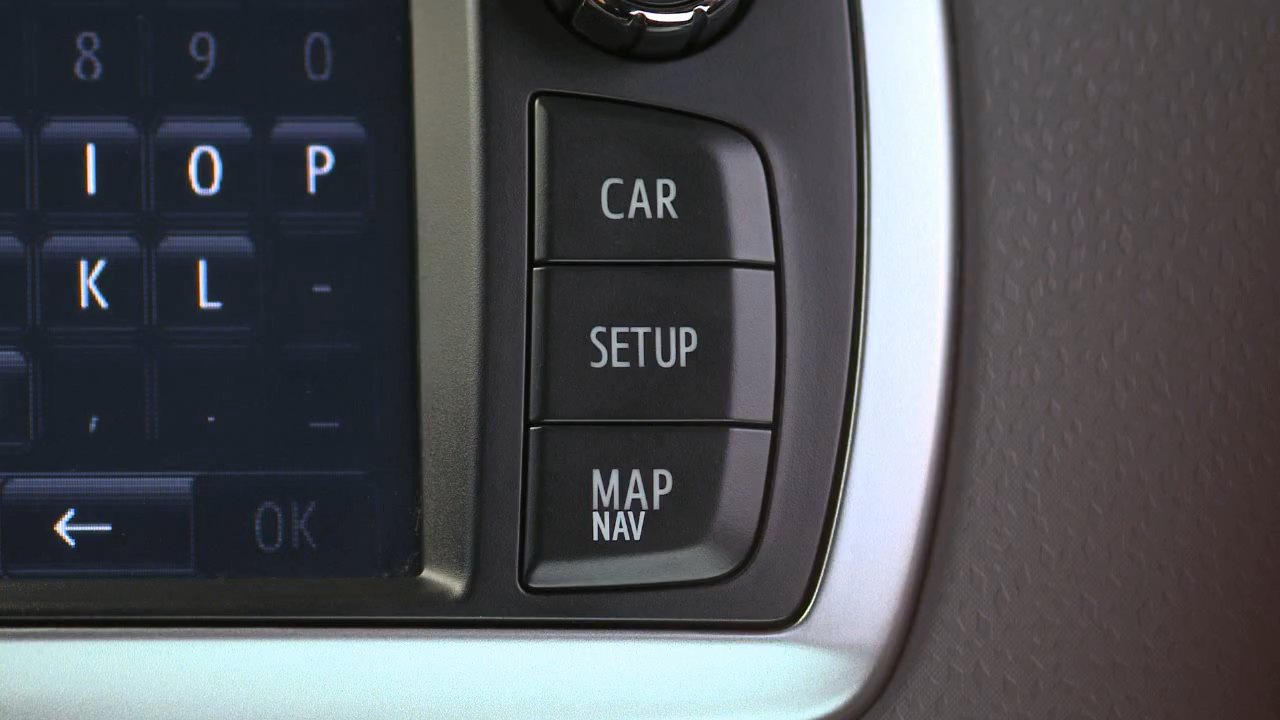 8 9 0
I O P
K L -
, . _
← OK
CAR
SETUP
MAP
NAV